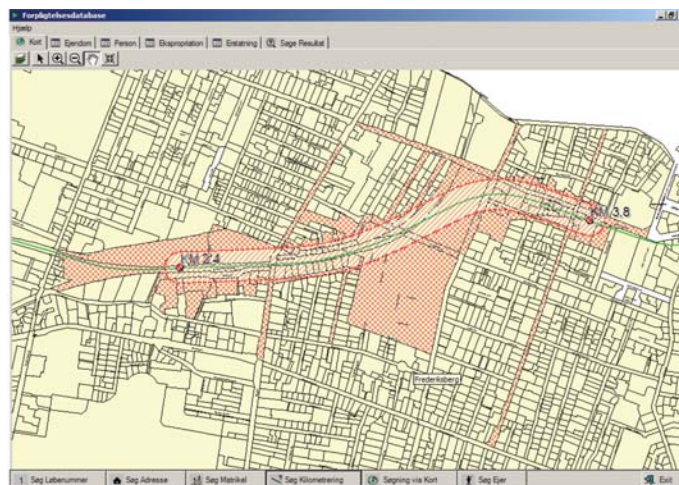 Forpligtelsesdatabase
Hjælp
Kort Ejendom Person Ekspropriation Erstatning Søge Resultat
KM 3,8
KM 2,4
Frederiksberg
Søg Løbenummer Søg Adresse Søg Matrikel Søg Kilometrering Søgning via Kort Søg Ejer Exit